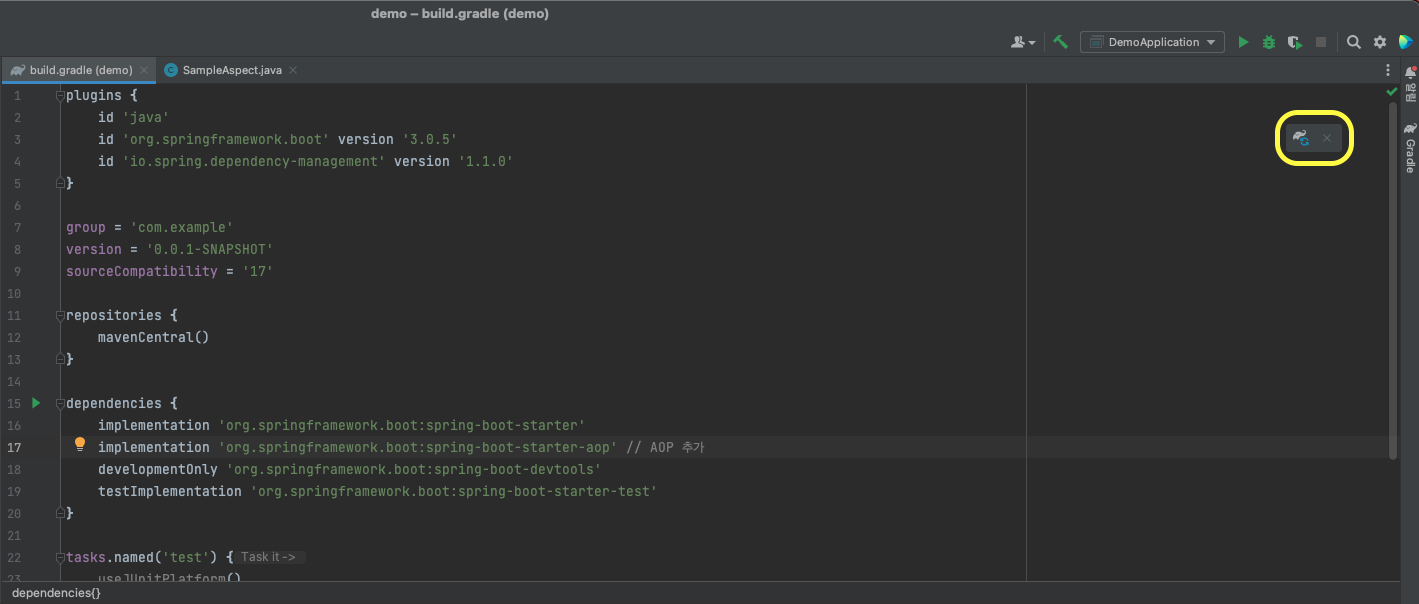 demo – build.gradle (demo)
DemoApplication
build.gradle (demo)
SampleAspect.java
알림
Gradle
1 plugins {
2 id 'java'
3 id 'org.springframework.boot' version '3.0.5'
4 id 'io.spring.dependency-management' version '1.1.0'
5 }
6
7 group = 'com.example'
8 version = '0.0.1-SNAPSHOT'
9 sourceCompatibility = '17'
10
11 repositories {
12 mavenCentral()
13 }
14
15 dependencies {
16 implementation 'org.springframework.boot:spring-boot-starter'
17 implementation 'org.springframework.boot:spring-boot-starter-aop' // AOP 추가
18 developmentOnly 'org.springframework.boot:spring-boot-devtools'
19 testImplementation 'org.springframework.boot:spring-boot-starter-test'
20 }
21
22 tasks.named('test') { Task it ->
23 useJUnitPlatform()
dependencies{}